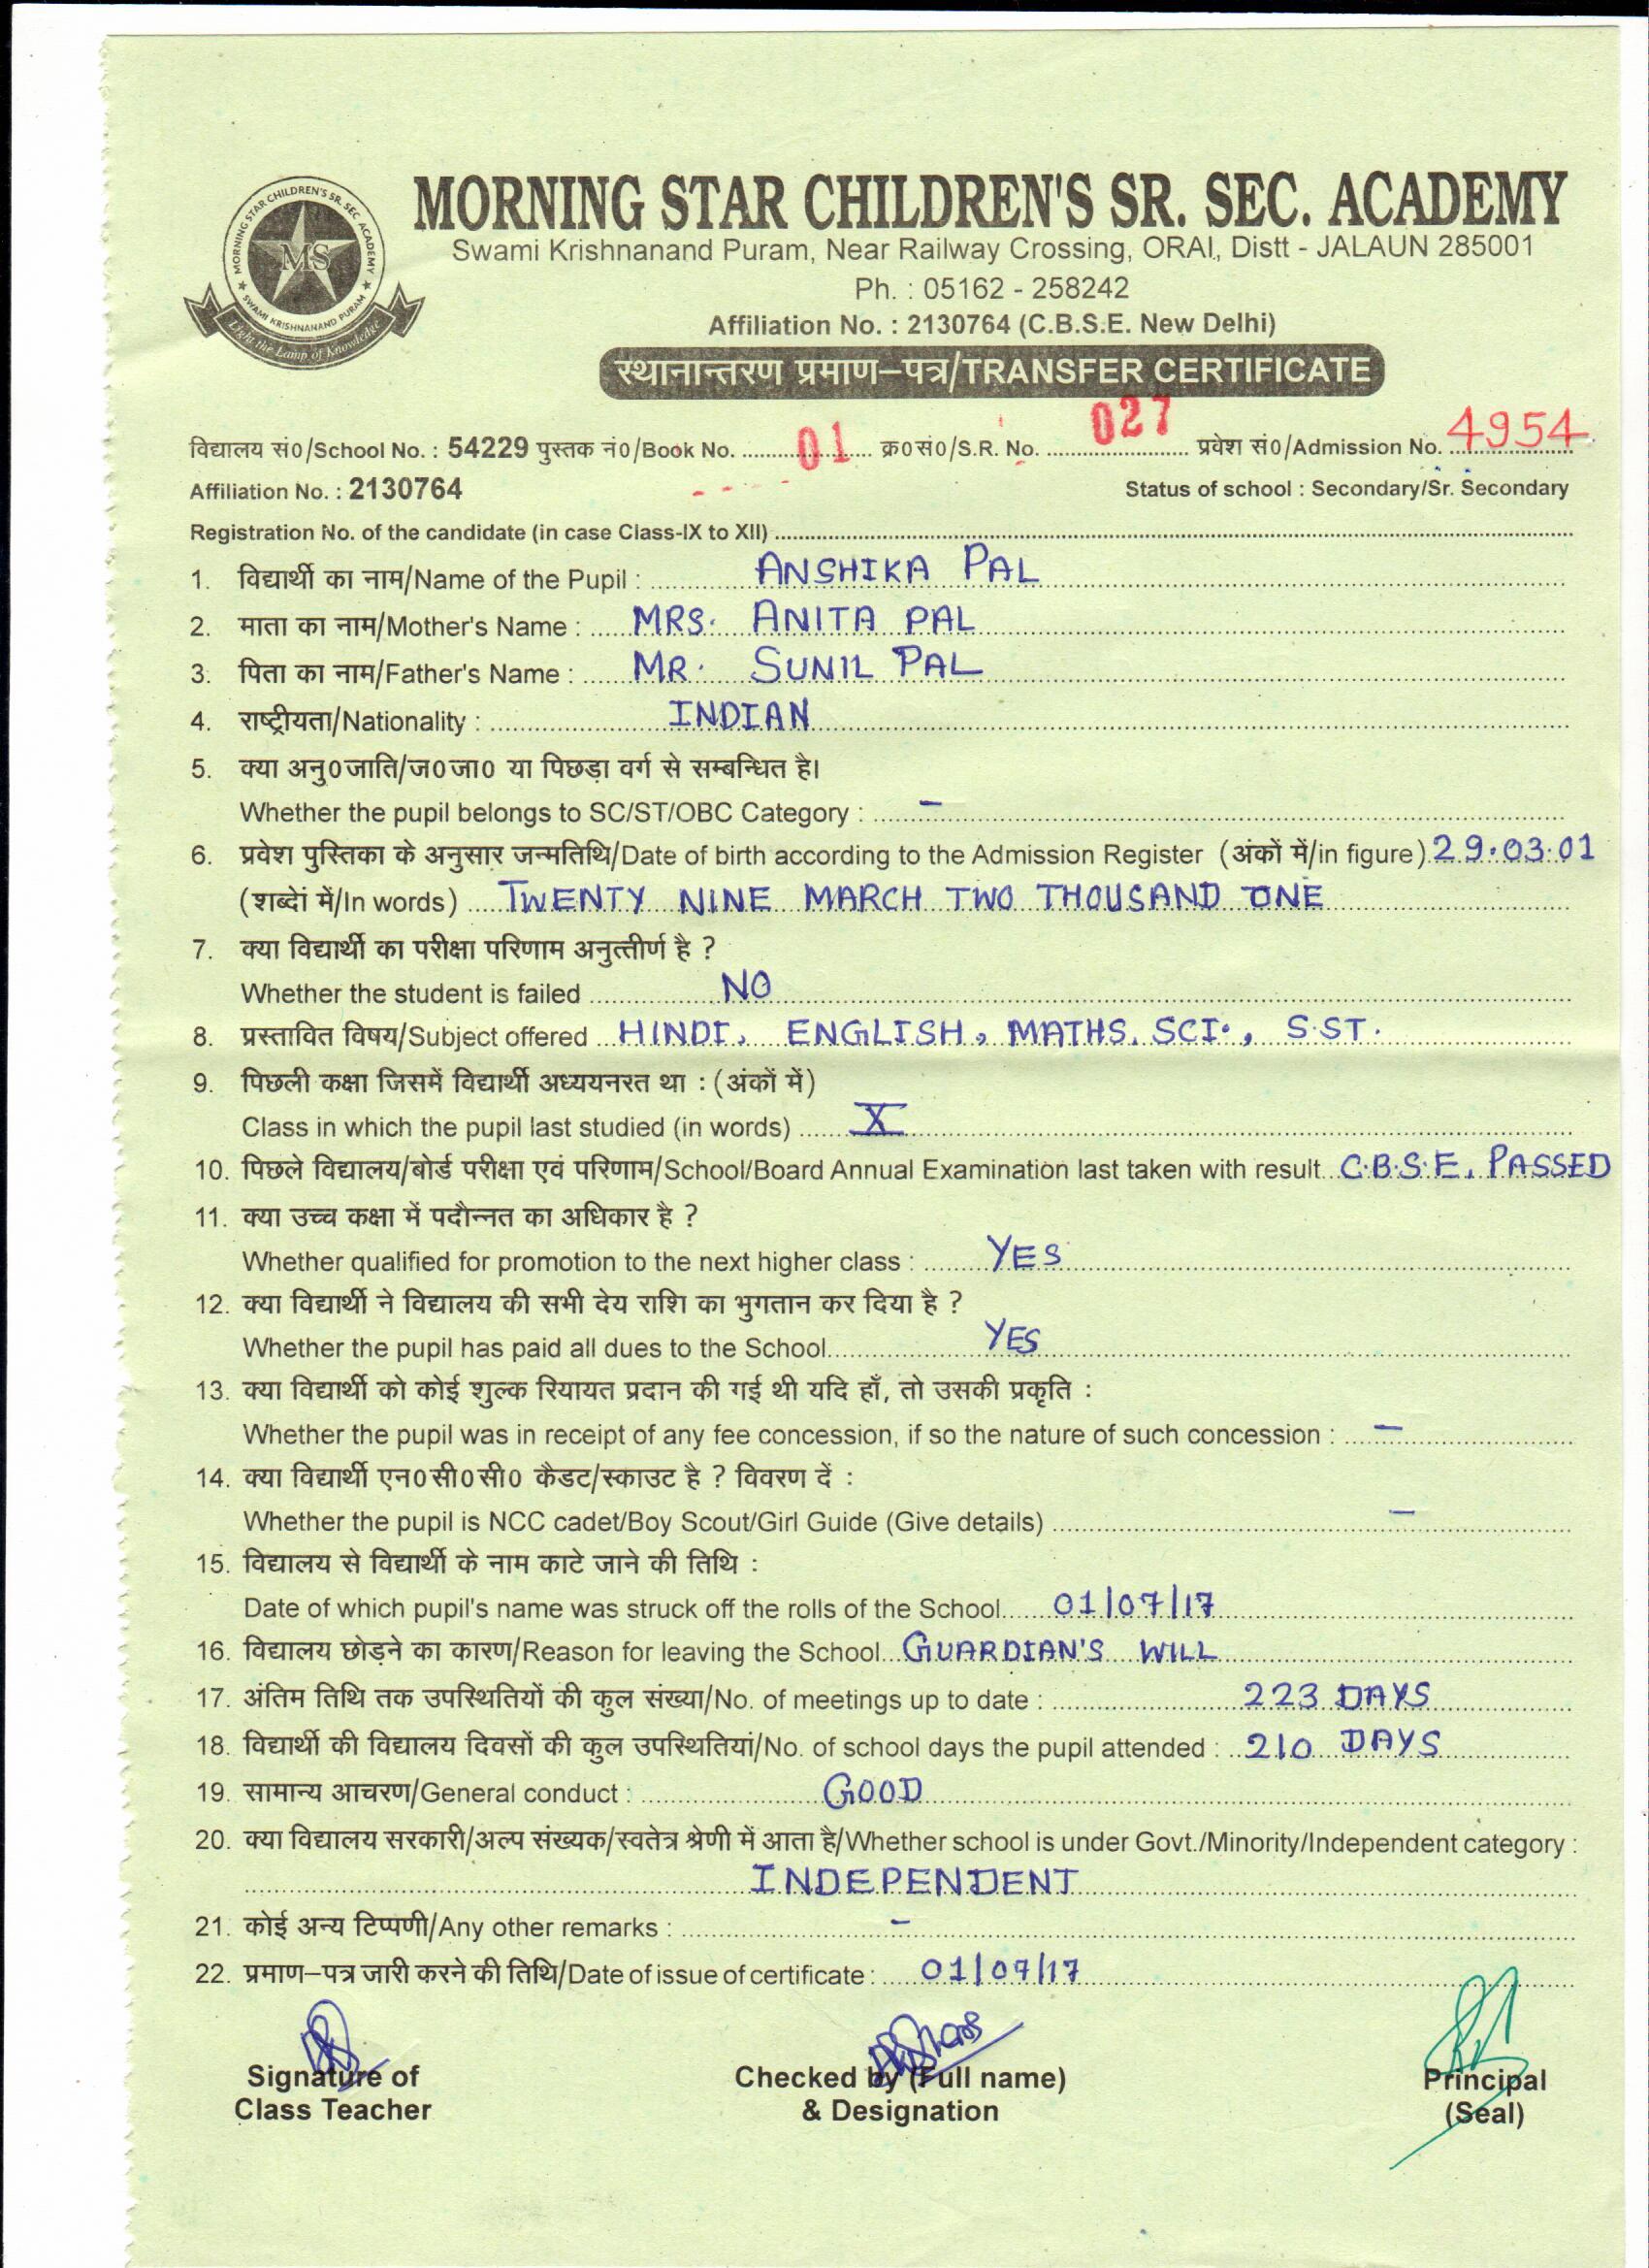 MORNING STAR CHILDREN'S SR. SEC. ACADEMY
MORNING STAR CHILDREN'S SR. SEC ACADEMY
MS
SWAMI KRISHNANAND PURAM
Light the Lamp of Knowledge
Swami Krishnanand Puram, Near Railway Crossing, ORAI, Distt - JALAUN 285001
Ph. : 05162 - 258242
Affiliation No. : 2130764 (C.B.S.E. New Delhi)
स्थानान्तरण प्रमाण–पत्र/TRANSFER CERTIFICATE
विद्यालय सं0/School No. : 54229 पुस्तक नं0/Book No. 01 क्र0सं0/S.R. No. 027 प्रवेश सं0/Admission No. 4954
Affiliation No. : 2130764 Status of school : Secondary/Sr. Secondary
Registration No. of the candidate (in case Class-IX to XII)
1. विद्यार्थी का नाम/Name of the Pupil : ANSHIKA PAL
2. माता का नाम/Mother's Name : MRS. ANITA PAL
3. पिता का नाम/Father's Name : MR. SUNIL PAL
4. राष्ट्रीयता/Nationality : INDIAN
5. क्या अनु0जाति/ज0जा0 या पिछड़ा वर्ग से सम्बन्धित है।
Whether the pupil belongs to SC/ST/OBC Category : –
6. प्रवेश पुस्तिका के अनुसार जन्मतिथि/Date of birth according to the Admission Register (अंकों में/in figure) 29.03.01
(शब्देां में/In words) TWENTY NINE MARCH TWO THOUSAND ONE
7. क्या विद्यार्थी का परीक्षा परिणाम अनुत्तीर्ण है ?
Whether the student is failed NO
8. प्रस्तावित विषय/Subject offered HINDI, ENGLISH, MATHS, SCI., S.ST.
9. पिछली कक्षा जिसमें विद्यार्थी अध्ययनरत था : (अंकों में)
Class in which the pupil last studied (in words) X
10. पिछले विद्यालय/बोर्ड परीक्षा एवं परिणाम/School/Board Annual Examination last taken with result C.B.S.E. PASSED
11. क्या उच्च कक्षा में पदौन्नत का अधिकार है ?
Whether qualified for promotion to the next higher class : YES
12. क्या विद्यार्थी ने विद्यालय की सभी देय राशि का भुगतान कर दिया है ?
Whether the pupil has paid all dues to the School YES
13. क्या विद्यार्थी को कोई शुल्क रियायत प्रदान की गई थी यदि हाँ, तो उसकी प्रकृति :
Whether the pupil was in receipt of any fee concession, if so the nature of such concession : –
14. क्या विद्यार्थी एन0सी0सी0 कैडट/स्काउट है ? विवरण दें :
Whether the pupil is NCC cadet/Boy Scout/Girl Guide (Give details) –
15. विद्यालय से विद्यार्थी के नाम काटे जाने की तिथि :
Date of which pupil's name was struck off the rolls of the School 01/07/17
16. विद्यालय छोड़ने का कारण/Reason for leaving the School GUARDIAN'S WILL
17. अंतिम तिथि तक उपस्थितियों की कुल संख्या/No. of meetings up to date : 223 DAYS
18. विद्यार्थी की विद्यालय दिवसों की कुल उपस्थितियां/No. of school days the pupil attended : 210 DAYS
19. सामान्य आचरण/General conduct : GOOD
20. क्या विद्यालय सरकारी/अल्प संख्यक/स्वतेत्र श्रेणी में आता है/Whether school is under Govt./Minority/Independent category :
INDEPENDENT
21. कोई अन्य टिप्पणी/Any other remarks : –
22. प्रमाण–पत्र जारी करने की तिथि/Date of issue of certificate : 01/07/17
Signature of Checked by (Full name) Principal
Class Teacher & Designation (Seal)